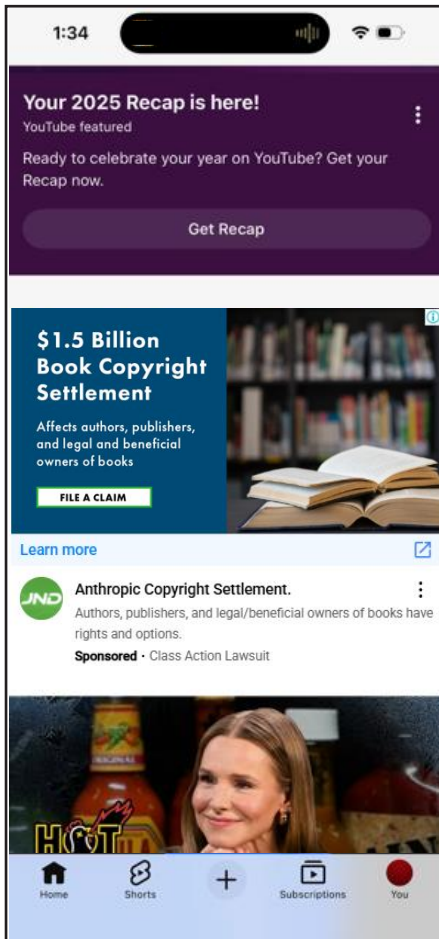 1:34
Your 2025 Recap is here!
YouTube featured
Ready to celebrate your year on YouTube? Get your
Recap now.
Get Recap
$1.5 Billion
Book Copyright
Settlement
Affects authors, publishers,
and legal and beneficial
owners of books
FILE A CLAIM
Learn more
JND
Anthropic Copyright Settlement.
Authors, publishers, and legal/beneficial owners of books have
rights and options.
Sponsored · Class Action Lawsuit
ORIGINAL
HOT
Home
Shorts
Subscriptions
You